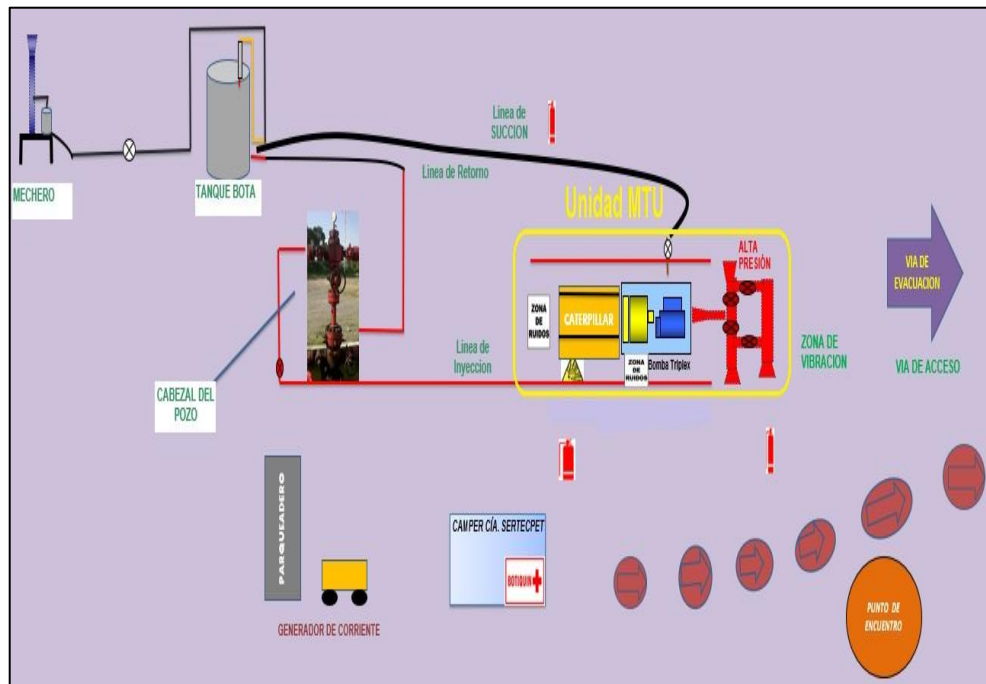 Linea de
SUCCION
MECHERO
TANQUE BOTA
Linea de Retorno
Unidad MTU
ALTA
PRESIÒN
VIA DE
EVACUACION
ZONA
DE
RUIDOS
CATERPILLAR
ZONA
DE
RUIDOS
Bomba Triplex
Linea de
Inyeccion
ZONA DE
VIBRACION
VIA DE ACCESO
CABEZAL DEL
POZO
PARQUEADERO
GENERADOR DE CORRIENTE
CAMPER CÍA. SERTECPET
BOTIQUIN
PUNTO DE
ENCUENTRO